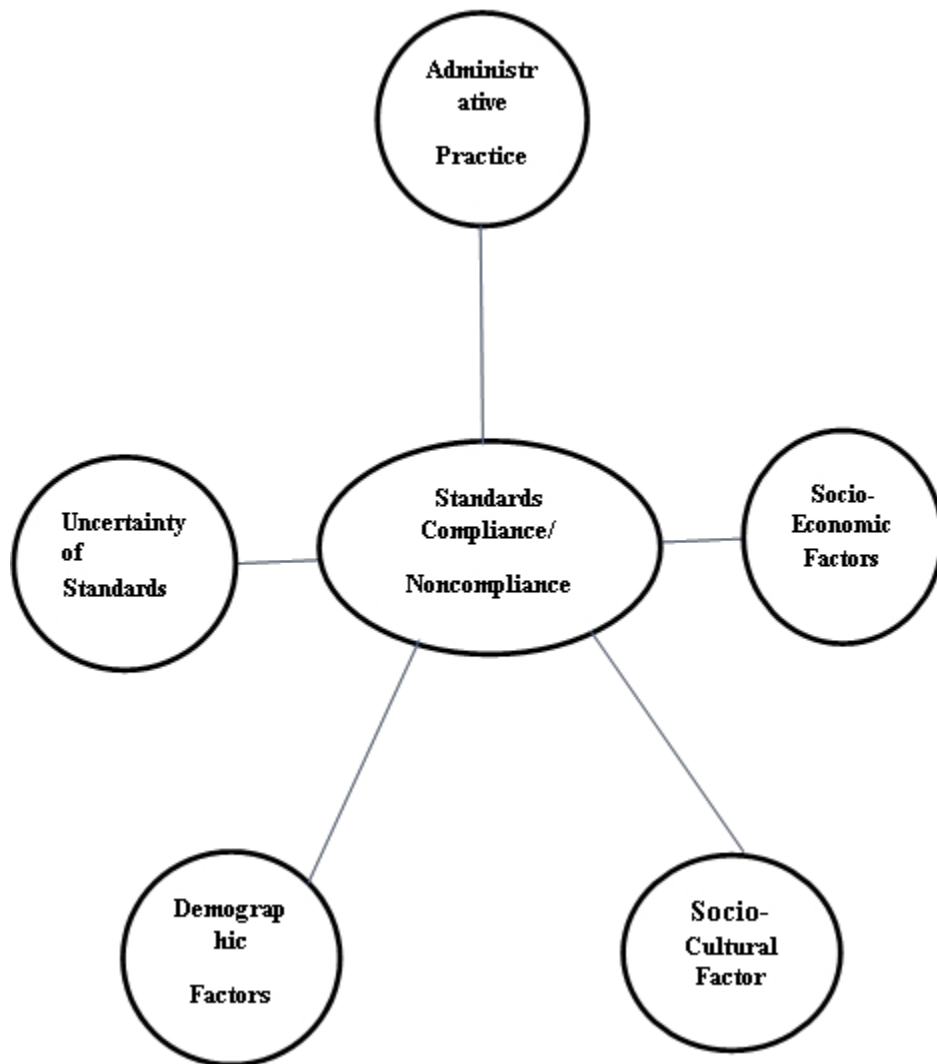 Administr
ative
Practice
Standards
Compliance/
Noncompliance
Socio-
Economic
Factors
Uncertainty
of
Standards
Demograp
hic
Factors
Socio-
Cultural
Factor